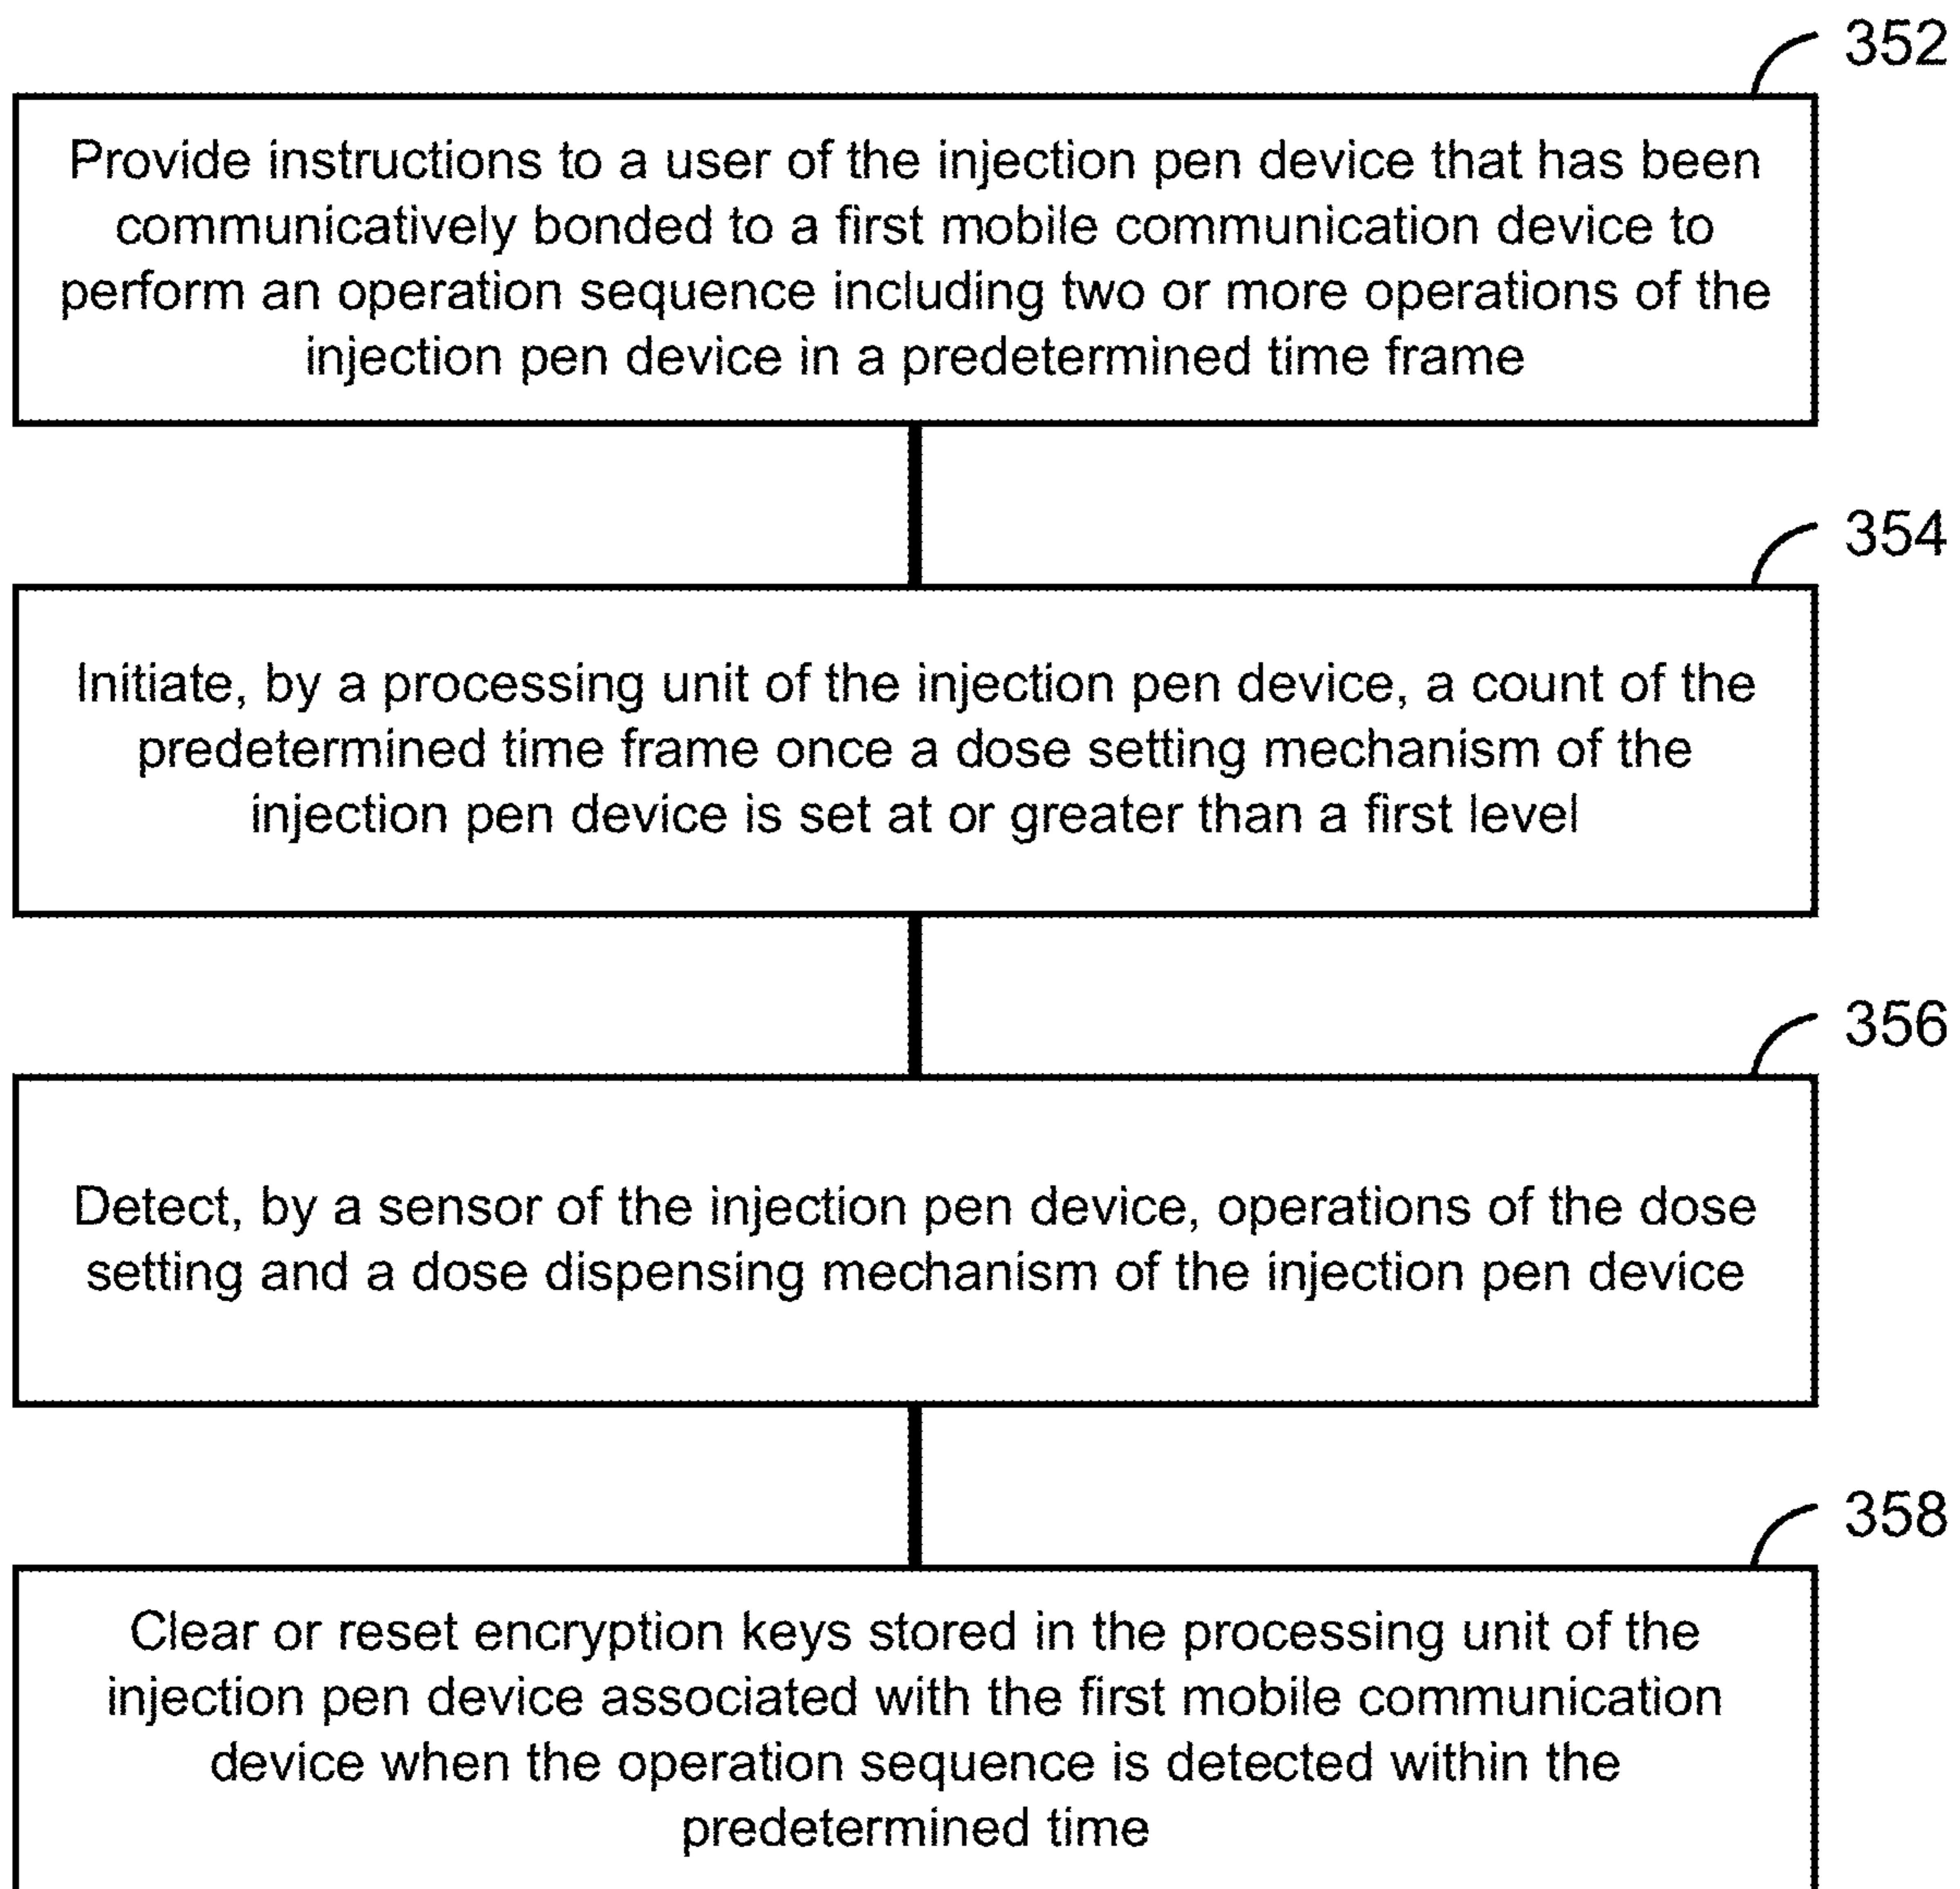 352
Provide instructions to a user of the injection pen device that has been
communicatively bonded to a first mobile communication device to
perform an operation sequence including two or more operations of the
injection pen device in a predetermined time frame
354
Initiate, by a processing unit of the injection pen device, a count of the
predetermined time frame once a dose setting mechanism of the
injection pen device is set at or greater than a first level
356
Detect, by a sensor of the injection pen device, operations of the dose
setting and a dose dispensing mechanism of the injection pen device
358
Clear or reset encryption keys stored in the processing unit of the
injection pen device associated with the first mobile communication
device when the operation sequence is detected within the
predetermined time